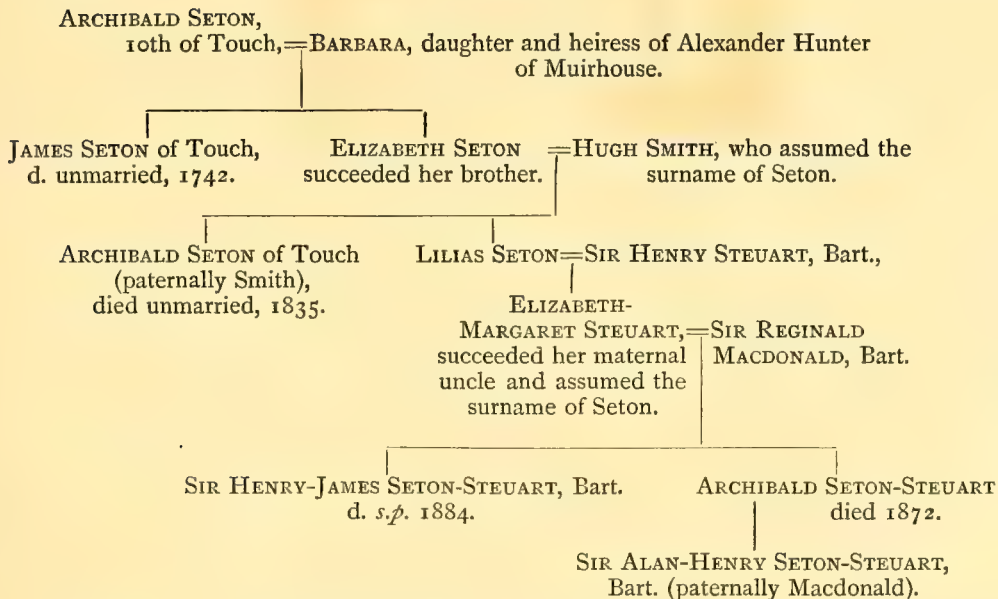 ARCHIBALD SETON,
10th of Touch,=BARBARA, daughter and heiress of Alexander Hunter
of Muirhouse.
JAMES SETON of Touch,
d. unmarried, 1742.
ELIZABETH SETON
succeeded her brother.
=HUGH SMITH, who assumed the
surname of Seton.
ARCHIBALD SETON of Touch
(paternally Smith),
died unmarried, 1835.
LILIAS SETON=SIR HENRY STEUART, Bart.,
ELIZABETH-
MARGARET STEUART,
succeeded her maternal
uncle and assumed the
surname of Seton.
=SIR REGINALD
MACDONALD, Bart.
SIR HENRY-JAMES SETON-STEUART, Bart.
d. s.p. 1884.
ARCHIBALD SETON-STEUART
died 1872.
SIR ALAN-HENRY SETON-STEUART,
Bart. (paternally Macdonald).